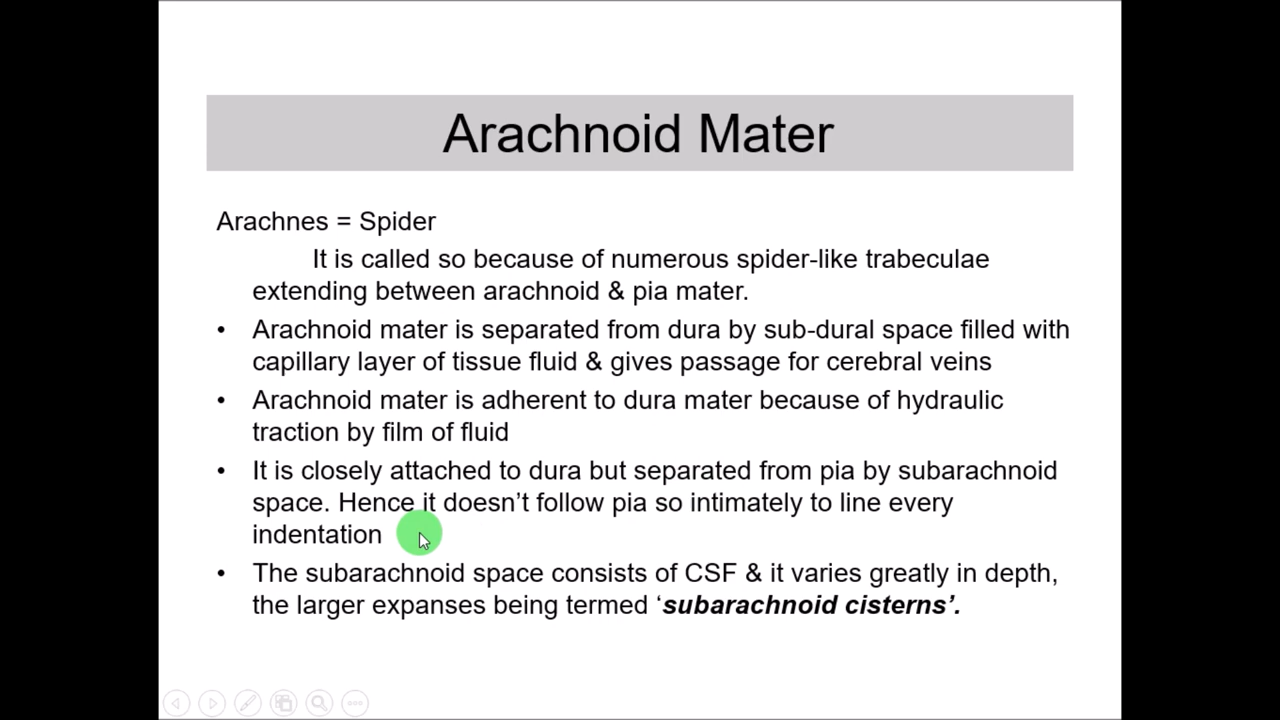 Arachnoid Mater
Arachnes = Spider
It is called so because of numerous spider-like trabeculae
extending between arachnoid & pia mater.
• Arachnoid mater is separated from dura by sub-dural space filled with
capillary layer of tissue fluid & gives passage for cerebral veins
• Arachnoid mater is adherent to dura mater because of hydraulic
traction by film of fluid
• It is closely attached to dura but separated from pia by subarachnoid
space. Hence it doesn’t follow pia so intimately to line every
indentation
• The subarachnoid space consists of CSF & it varies greatly in depth,
the larger expanses being termed ‘subarachnoid cisterns’.